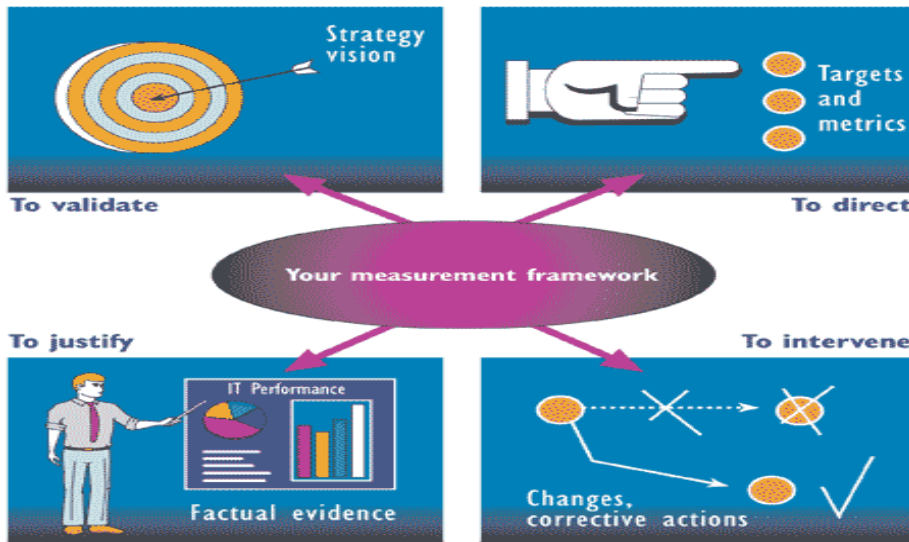 Strategy
vision
To validate
Targets
and
metrics
To direct
Your measurement framework
To justify
IT Performance
Factual evidence
To intervene
Changes,
corrective actions